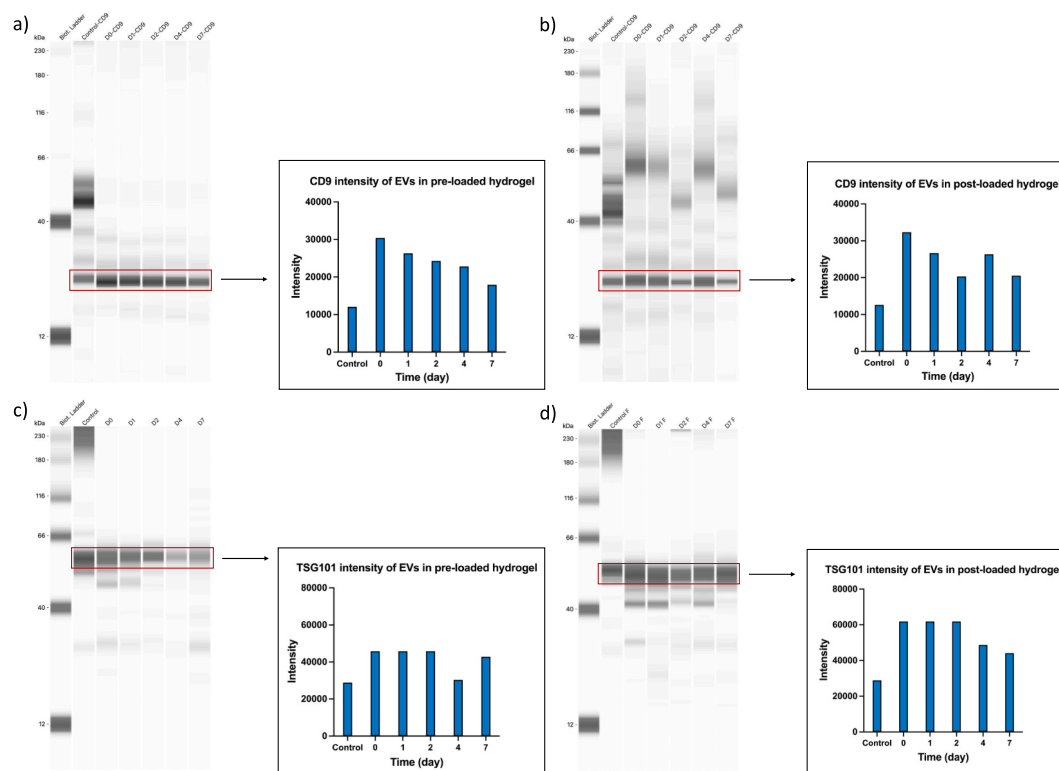 a)
kDa
Biot. Ladder
Control-CD9
D0-CD9
D1-CD9
D2-CD9
D4-CD9
D7-CD9
230
180
116
66
40
12
CD9 intensity of EVs in pre-loaded hydrogel
Intensity
40000
30000
20000
10000
0
Control 0 1 2 4 7
Time (day)
b)
kDa
Biot. Ladder
Control-CD9
D0-CD9
D1-CD9
D2-CD9
D4-CD9
D7-CD9
230
180
116
66
40
12
CD9 intensity of EVs in post-loaded hydrogel
Intensity
40000
30000
20000
10000
0
Control 0 1 2 4 7
Time (day)
c)
kDa
Biot. Ladder
Control
D0
D1
D2
D4
D7
230
180
116
66
40
12
TSG101 intensity of EVs in pre-loaded hydrogel
Intensity
80000
60000
40000
20000
0
Control 0 1 2 4 7
Time (day)
d)
kDa
Biot. Ladder
Control F
D0 F
D1 F
D2 F
D4 F
D7 F
230
180
116
66
40
12
TSG101 intensity of EVs in post-loaded hydrogel
Intensity
80000
60000
40000
20000
0
Control 0 1 2 4 7
Time (day)